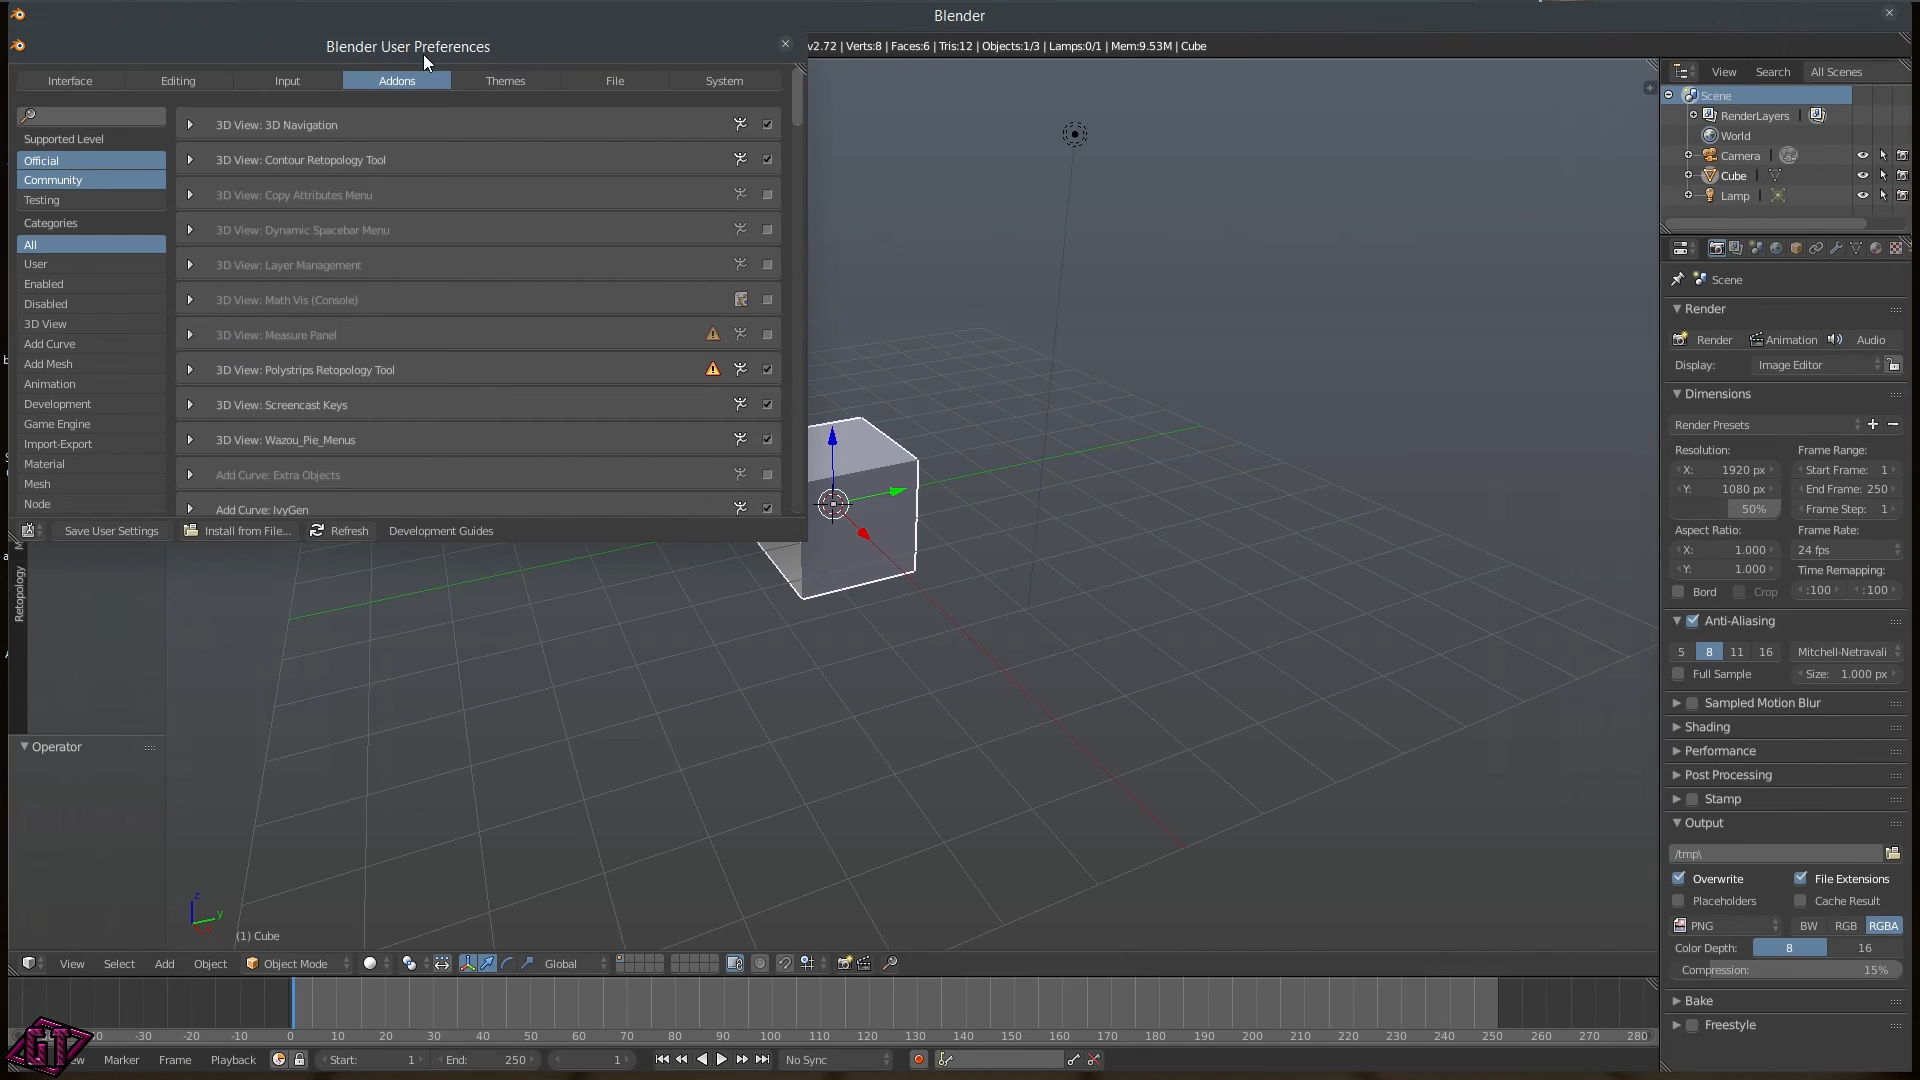 Blender
Blender User Preferences
v2.72 | Verts:8 | Faces:6 | Tris:12 | Objects:1/3 | Lamps:0/1 | Mem:9.53M | Cube
Interface Editing Input Addons Themes File System
Supported Level
Official
Community
Testing
Categories
All
User
Enabled
Disabled
3D View
Add Curve
Add Mesh
Animation
Development
Game Engine
Import-Export
Material
Mesh
Node
3D View: 3D Navigation
3D View: Contour Retopology Tool
3D View: Copy Attributes Menu
3D View: Dynamic Spacebar Menu
3D View: Layer Management
3D View: Math Vis (Console)
3D View: Measure Panel
3D View: Polystrips Retopology Tool
3D View: Screencast Keys
3D View: Wazou_Pie_Menus
Add Curve: Extra Objects
Add Curve: IvyGen
Save User Settings Install from File... Refresh Development Guides
Retopology
Operator
z
y
(1) Cube
View Select Add Object Object Mode Global
-30 -20 -10 0 10 20 30 40 50 60 70 80 90 100 110 120 130 140 150 160 170 180 190 200 210 220 230 240 250 260 270 280
GT
Marker Frame Playback Start: 1 End: 250 1 No Sync
View Search All Scenes
Scene
RenderLayers
World
Camera
Cube
Lamp
Scene
Render
Render Animation Audio
Display: Image Editor
Dimensions
Render Presets
Resolution: Frame Range:
X: 1920 px Start Frame: 1
Y: 1080 px End Frame: 250
50% Frame Step: 1
Aspect Ratio: Frame Rate:
X: 1.000 24 fps
Y: 1.000 Time Remapping:
Bord Crop :100 :100
Anti-Aliasing
5 8 11 16 Mitchell-Netravali
Full Sample Size: 1.000 px
Sampled Motion Blur
Shading
Performance
Post Processing
Stamp
Output
/tmp\
Overwrite File Extensions
Placeholders Cache Result
PNG BW RGB RGBA
Color Depth: 8 16
Compression: 15%
Bake
Freestyle